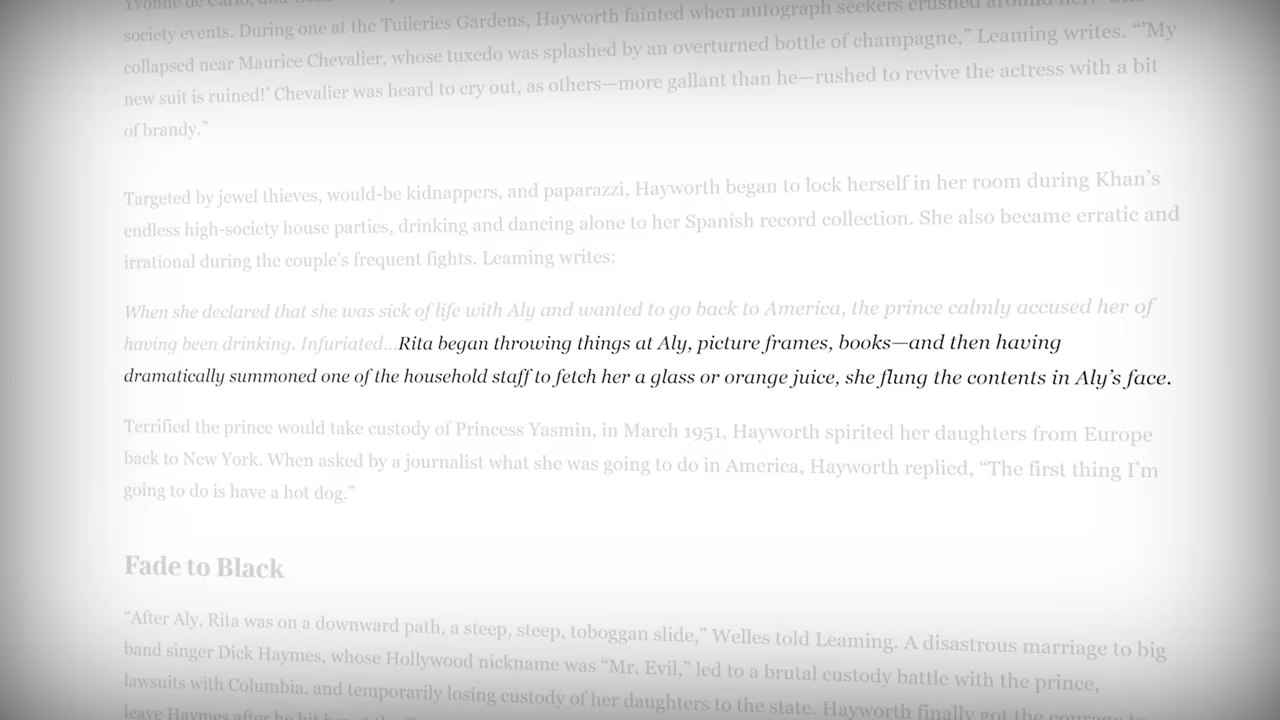 Yvonne de Carlo, and
society events. During one at the Tuileries Gardens, Hayworth fainted when autograph seekers crushed around her. “She
collapsed near Maurice Chevalier, whose tuxedo was splashed by an overturned bottle of champagne,” Leaming writes. “‘My
new suit is ruined!’ Chevalier was heard to cry out, as others—more gallant than he—rushed to revive the actress with a bit
of brandy.”
Targeted by jewel thieves, would-be kidnappers, and paparazzi, Hayworth began to lock herself in her room during Khan’s
endless high-society house parties, drinking and dancing alone to her Spanish record collection. She also became erratic and
irrational during the couple’s frequent fights. Leaming writes:
When she declared that she was sick of life with Aly and wanted to go back to America, the prince calmly accused her of
having been drinking. Infuriated…Rita began throwing things at Aly, picture frames, books—and then having
dramatically summoned one of the household staff to fetch her a glass or orange juice, she flung the contents in Aly’s face.
Terrified the prince would take custody of Princess Yasmin, in March 1951, Hayworth spirited her daughters from Europe
back to New York. When asked by a journalist what she was going to do in America, Hayworth replied, “The first thing I’m
going to do is have a hot dog.”
Fade to Black
“After Aly, Rita was on a downward path, a steep, steep, toboggan slide,” Welles told Leaming. A disastrous marriage to big
band singer Dick Haymes, whose Hollywood nickname was “Mr. Evil,” led to a brutal custody battle with the prince,
lawsuits with Columbia, and temporarily losing custody of her daughters to the state. Hayworth finally got the courage to
leave Haymes after he hit her